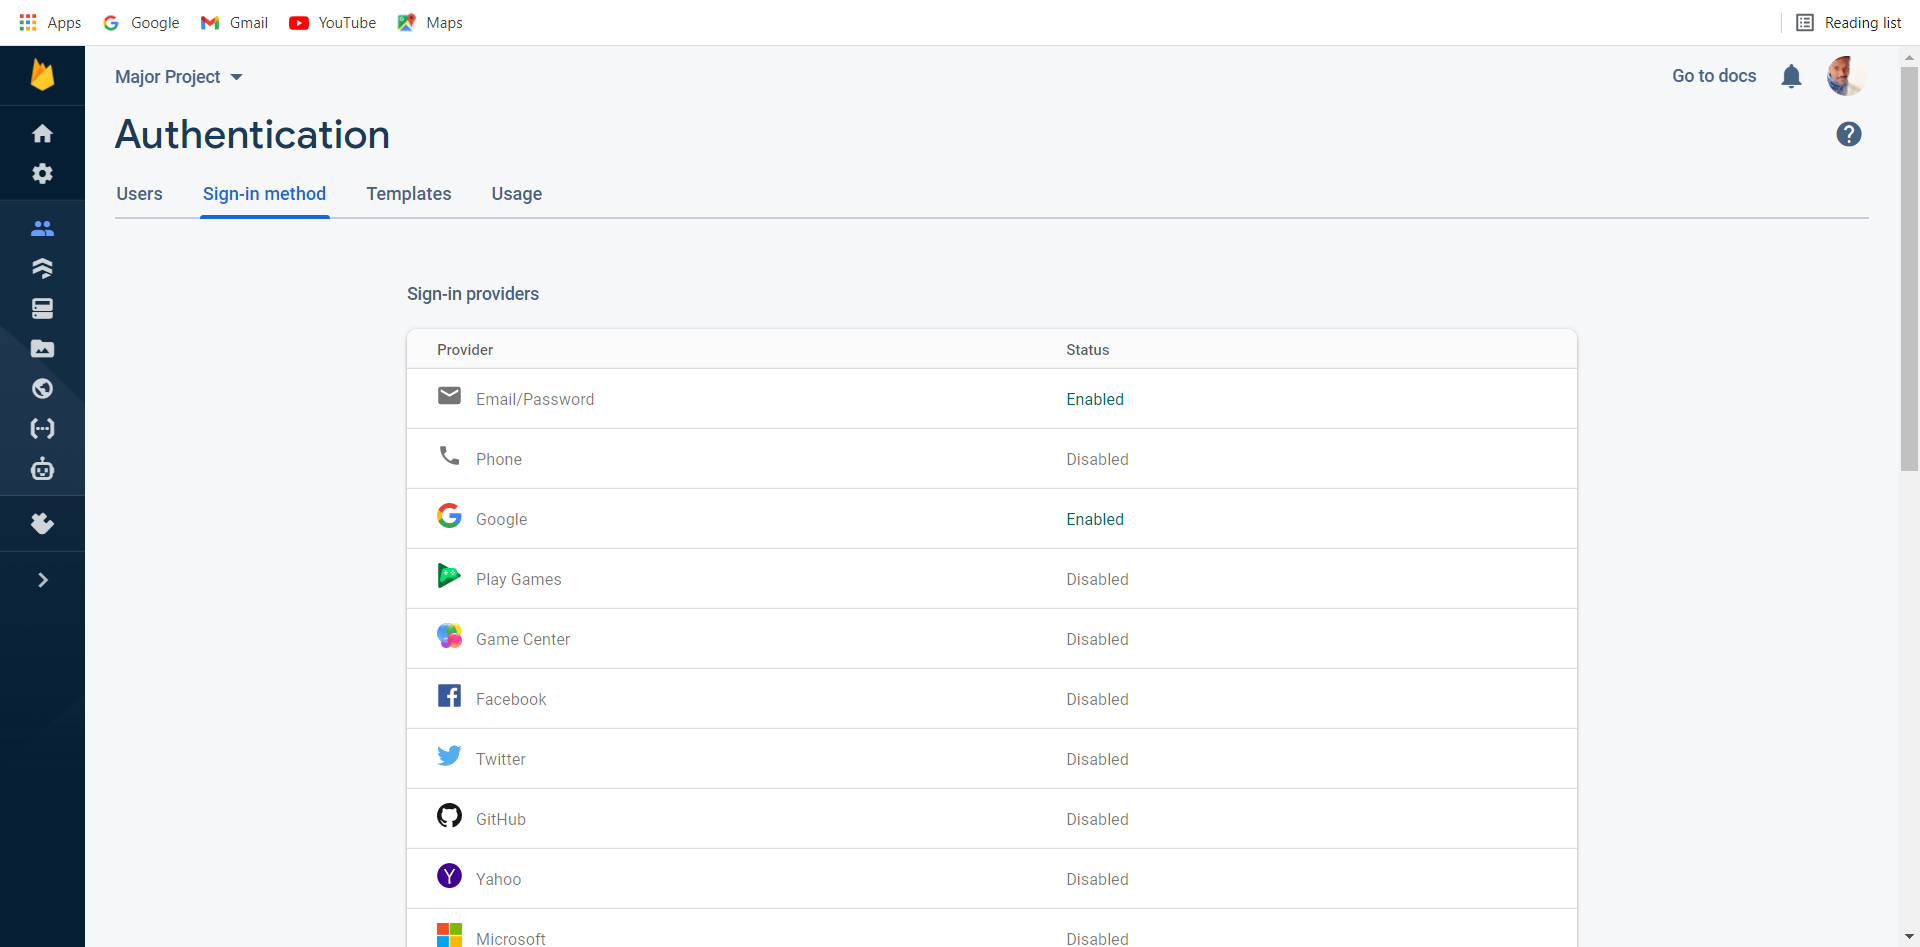 Apps Google Gmail YouTube Maps Reading list
Major Project Go to docs
Authentication
Users Sign-in method Templates Usage
Sign-in providers
Provider Status
Email/Password Enabled
Phone Disabled
Google Enabled
Play Games Disabled
Game Center Disabled
Facebook Disabled
Twitter Disabled
GitHub Disabled
Yahoo Disabled
Microsoft Disabled